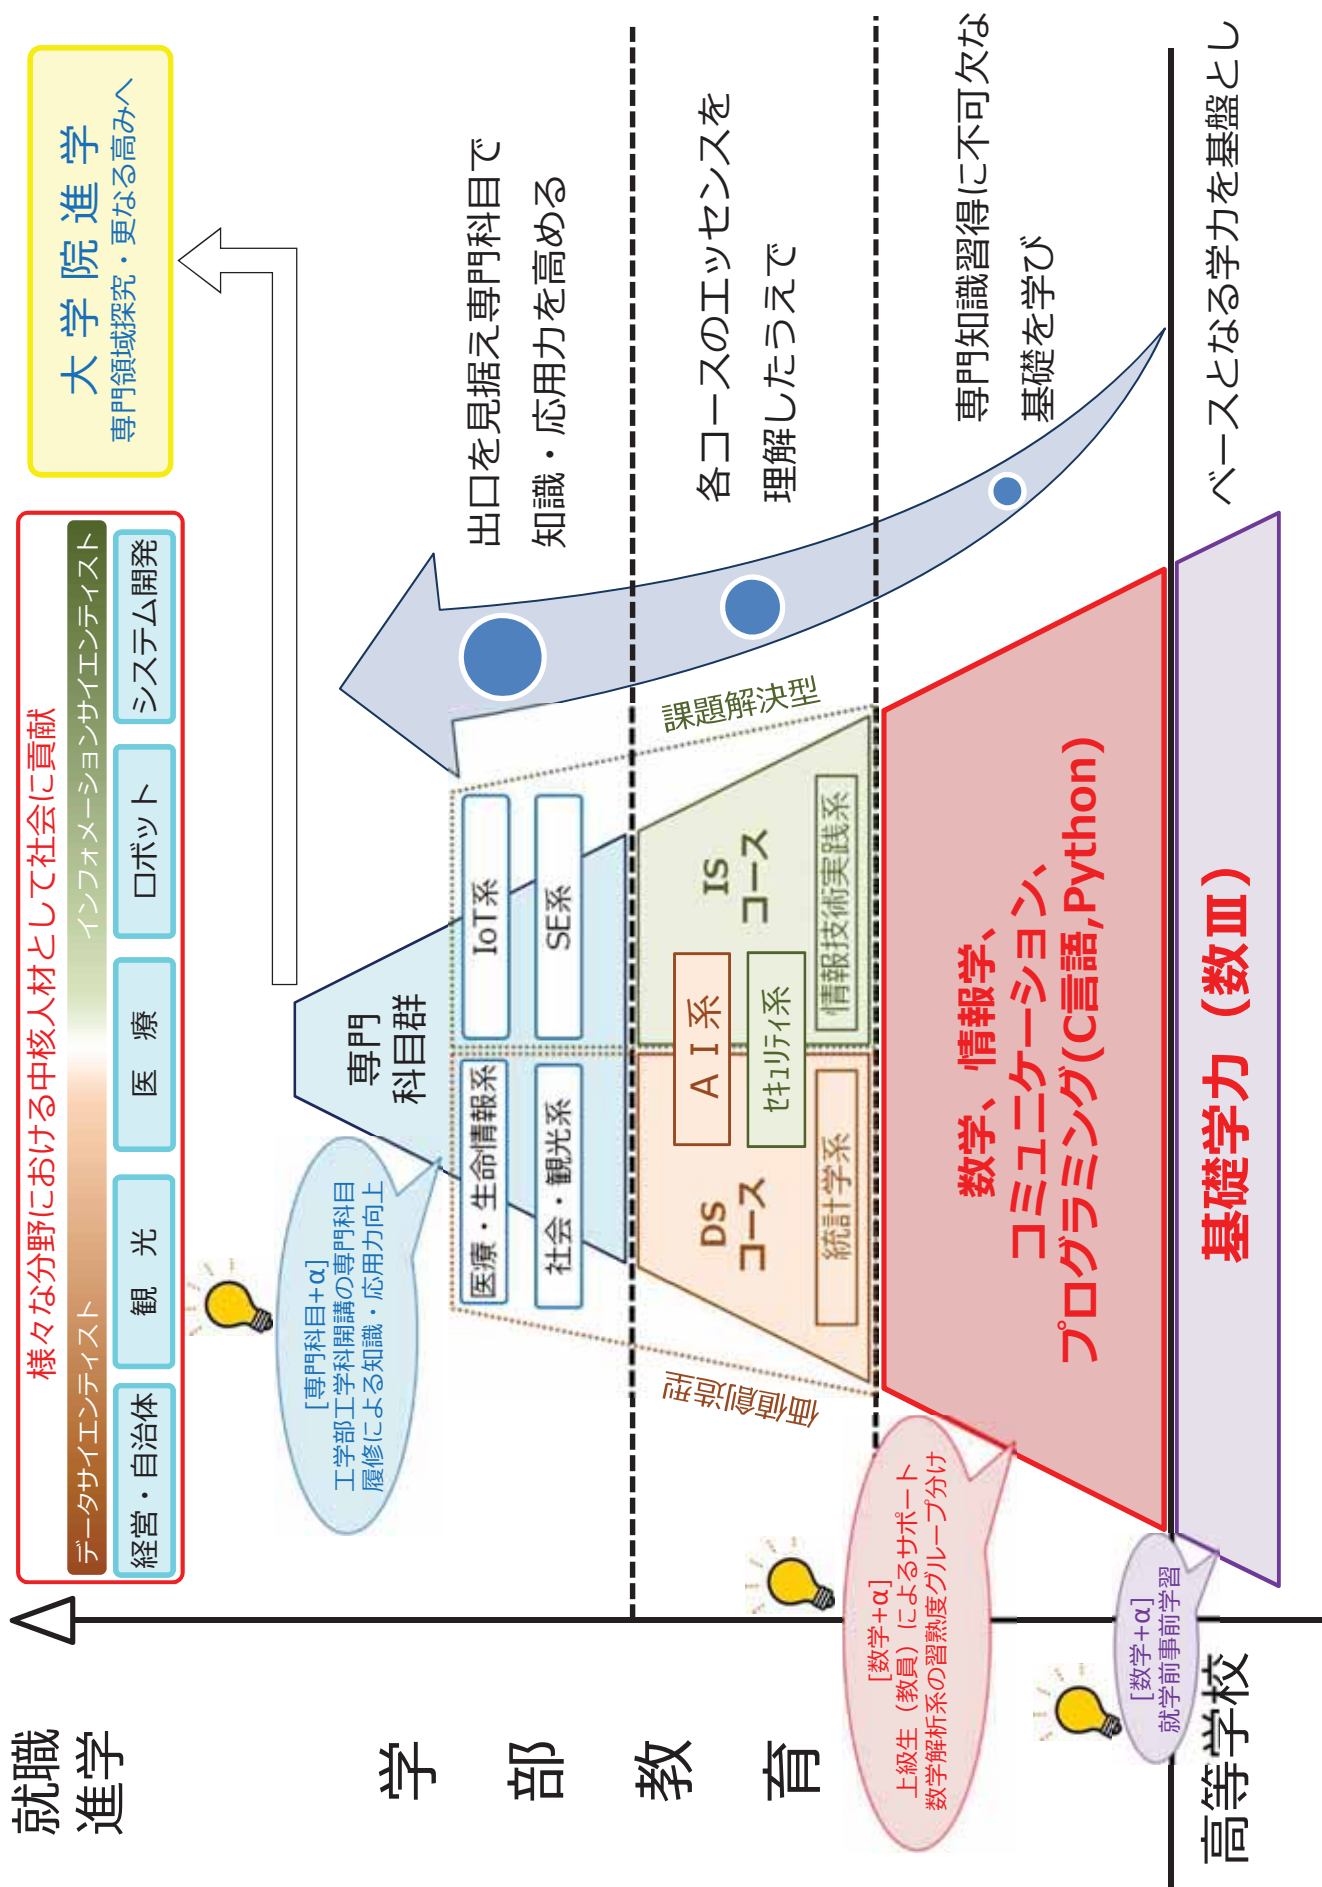 就職
進学
様々な分野における中核人材として社会に貢献
データサイエンティスト
インフォメーションサイエンティスト
経営・自治体
観 光
医 療
ロボット
システム開発
大学院進学
専門領域探究・更なる高みへ
学部教育
[専門科目+α]
工学部工学科開講の専門科目
履修による知識・応用力向上
専門
科目群
医療・生命情報系
IoT系
社会・観光系
SE系
出口を見据え専門科目で
知識・応用力を高める
価値創造型
課題解決型
DS
コース
IS
コース
AI系
セキュリティ系
統計学系
情報技術実践系
各コースのエッセンスを
理解したうえで
[数学+α]
上級生（教員）によるサポート
数学解析系の習熟度グループ分け
数学、情報学、
コミュニケーション、
プログラミング(C言語,Python)
専門知識習得に不可欠な
基礎を学び
高等学校
[数学+α]
就学前事前学習
基礎学力（数Ⅲ）
ベースとなる学力を基盤とし